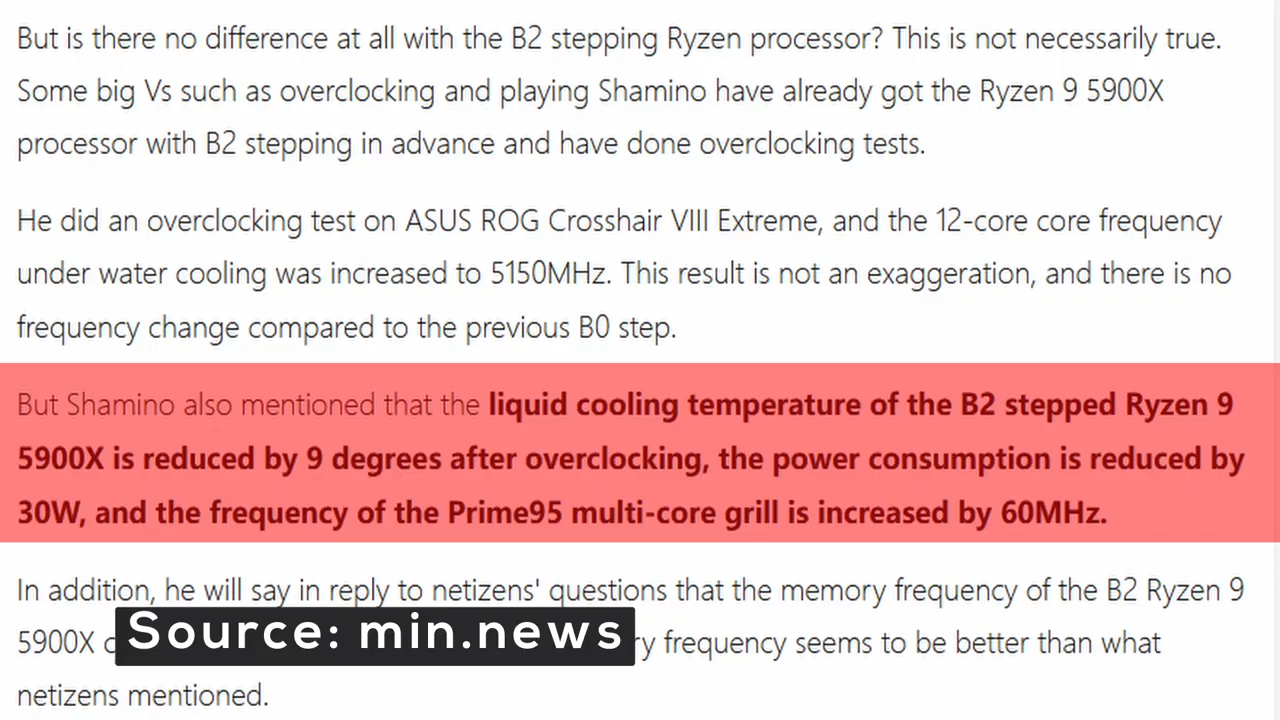 But is there no difference at all with the B2 stepping Ryzen processor? This is not necessarily true.
Some big Vs such as overclocking and playing Shamino have already got the Ryzen 9 5900X
processor with B2 stepping in advance and have done overclocking tests.
He did an overclocking test on ASUS ROG Crosshair VIII Extreme, and the 12-core core frequency
under water cooling was increased to 5150MHz. This result is not an exaggeration, and there is no
frequency change compared to the previous B0 step.
But Shamino also mentioned that the liquid cooling temperature of the B2 stepped Ryzen 9
5900X is reduced by 9 degrees after overclocking, the power consumption is reduced by
30W, and the frequency of the Prime95 multi-core grill is increased by 60MHz.
In addition, he will say in reply to netizens' questions that the memory frequency of the B2 Ryzen 9
5900X frequency seems to be better than what
Source: min.news
netizens mentioned.